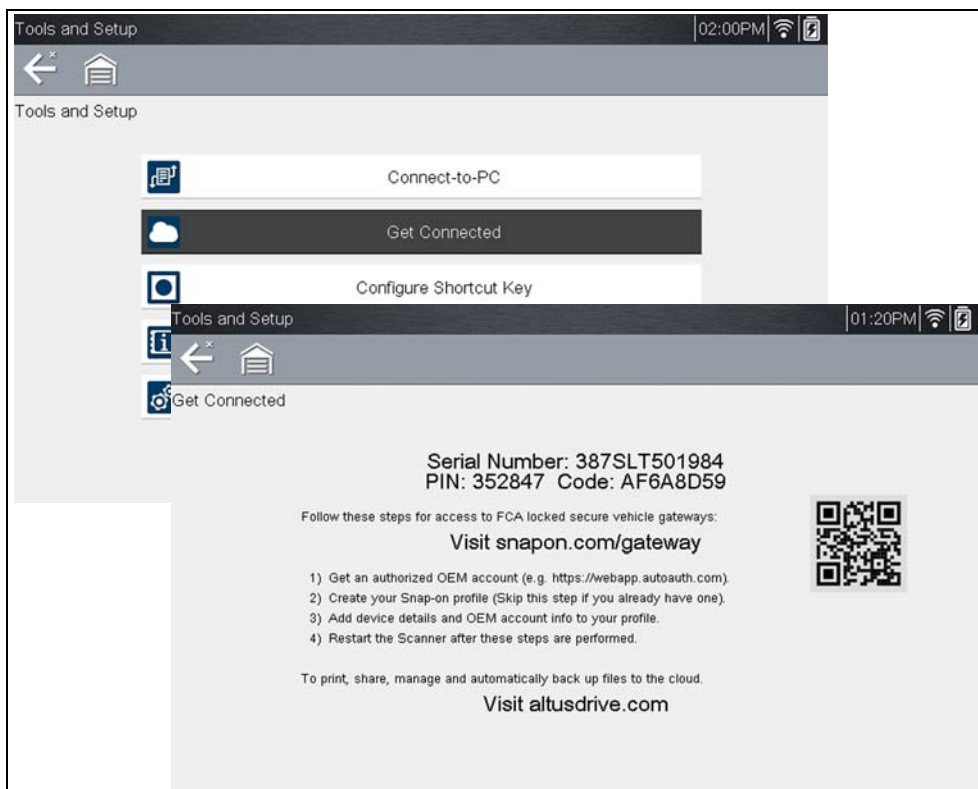 Tools and Setup
02:00PM
Tools and Setup
Connect-to-PC
Get Connected
Configure Shortcut Key
Tools and Setup
01:20PM
Get Connected
Serial Number: 387SLT501984
PIN: 352847 Code: AF6A8D59
Follow these steps for access to FCA locked secure vehicle gateways:
Visit snapon.com/gateway
1) Get an authorized OEM account (e.g. https://webapp.autoauth.com).
2) Create your Snap-on profile (Skip this step if you already have one).
3) Add device details and OEM account info to your profile.
4) Restart the Scanner after these steps are performed.
To print, share, manage and automatically back up files to the cloud.
Visit altusdrive.com